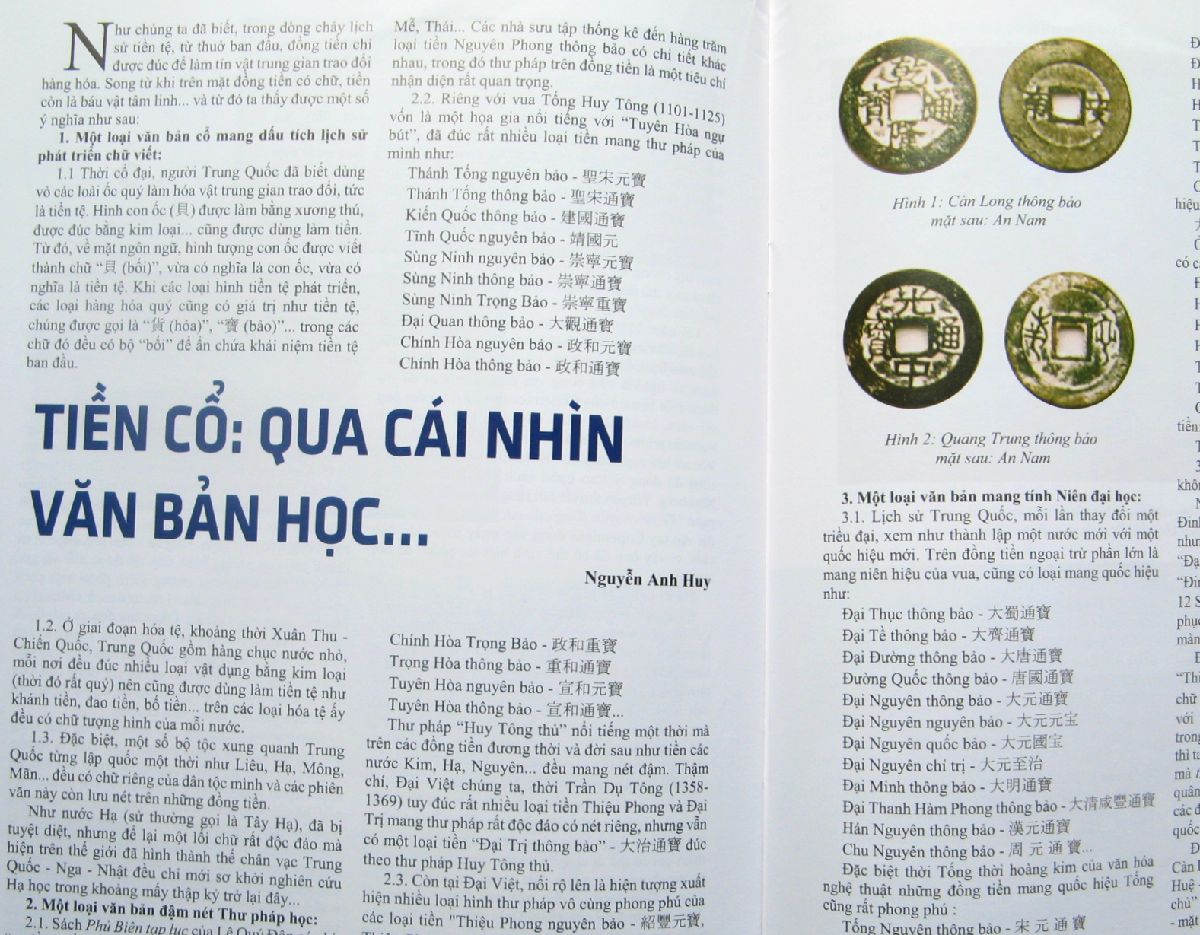 Như chúng ta đã biết, trong dòng chảy lịch
sử tiền tệ, từ thuở ban đầu, đồng tiền chỉ
được đúc để làm tín vật trung gian trao đổi
hàng hóa. Song từ khi trên mặt đồng tiền có chữ, tiền
còn là báu vật tâm linh... và từ đó ta thấy được một số
ý nghĩa như sau:
1. Một loại văn bản cổ mang dấu tích lịch sử
phát triển chữ viết:
1.1 Thời cổ đại, người Trung Quốc đã biết dùng
vỏ các loài ốc quý làm hóa vật trung gian trao đổi, tức
là tiền tệ. Hình con ốc (貝) được làm bằng xương thú,
được đúc bằng kim loại... cũng được dùng làm tiền.
Từ đó, về mặt ngôn ngữ, hình tượng con ốc được viết
thành chữ “貝 (bối)”, vừa có nghĩa là con ốc, vừa có
nghĩa là tiền tệ. Khi các loại hình tiền tệ phát triển,
các loại hàng hóa quý cũng có giá trị như tiền tệ,
chúng được gọi là “貨 (hóa)”, “寶 (bảo)”... trong các
chữ đó đều có bộ “bối” để ẩn chứa khái niệm tiền tệ
ban đầu.
Mễ, Thái... Các nhà sưu tập thống kê đến hàng trăm
loại tiền Nguyên Phong thông bảo có chi tiết khác
nhau, trong đó thư pháp trên đồng tiền là một tiêu chí
nhận diện rất quan trọng.
2.2. Riêng với vua Tống Huy Tông (1101-1125)
vốn là một họa gia nổi tiếng với “Tuyên Hòa ngự
bút”, đã đúc rất nhiều loại tiền mang thư pháp của
mình như:
Thánh Tống nguyên bảo - 聖宋元寶
Thánh Tống thông bảo - 聖宋通寶
Kiến Quốc thông bảo - 建國通寶
Tĩnh Quốc nguyên bảo - 靖國元
Sùng Ninh nguyên bảo - 崇寧元寶
Sùng Ninh thông bảo - 崇寧通寶
Sùng Ninh Trọng Bảo - 崇寧重寶
Đại Quan thông bảo - 大觀通寶
Chính Hòa nguyên bảo - 政和元寶
Chính Hòa thông bảo - 政和通寶
TIỀN CỔ: QUA CÁI NHÌN
VĂN BẢN HỌC...
Nguyễn Anh Huy
1.2. Ở giai đoạn hóa tệ, khoảng thời Xuân Thu -
Chiến Quốc, Trung Quốc gồm hàng chục nước nhỏ,
mỗi nơi đều đúc nhiều loại vật dụng bằng kim loại
(thời đó rất quý) nên cũng được dùng làm tiền tệ như
khánh tiền, đao tiền, bố tiền... trên các loại hóa tệ ấy
đều có chữ tượng hình của mỗi nước.
1.3. Đặc biệt, một số bộ tộc xung quanh Trung
Quốc từng lập quốc một thời như Liêu, Hạ, Mông,
Mãn... đều có chữ riêng của dân tộc mình và các phiên
văn này còn lưu nét trên những đồng tiền.
Như nước Hạ (sử thường gọi là Tây Hạ), đã bị
tuyệt diệt, nhưng để lại một lối chữ rất độc đáo mà
hiện trên thế giới đã hình thành thế chân vạc Trung
Quốc - Nga - Nhật đều chỉ mới sơ khởi nghiên cứu
Hạ học trong khoảng mấy thập kỷ trở lại đây...
2. Một loại văn bản đậm nét Thư pháp học:
2.1. Sách Phủ Biên tạp lục của Lê Quý Đôn
Chính Hòa Trọng Bảo - 政和重寶
Trọng Hòa thông bảo - 重和通寶
Tuyên Hòa nguyên bảo - 宣和元寶
Tuyên Hòa thông bảo - 宣和通寶...
Thư pháp “Huy Tông thủ” nổi tiếng một thời mà
trên các đồng tiền đương thời và đời sau như tiền các
nước Kim, Hạ, Nguyên... đều mang nét đậm. Thậm
chí, Đại Việt chúng ta, thời Trần Dụ Tông (1358-
1369) tuy đúc rất nhiều loại tiền Thiệu Phong và Đại
Trị mang thư pháp rất độc đáo có nét riêng, nhưng vẫn
có một loại tiền “Đại Trị thông bảo” - 大治通寶 đúc
theo thư pháp Huy Tông thủ.
2.3. Còn tại Đại Việt, nổi rõ lên là hiện tượng xuất
hiện nhiều loại hình thư pháp vô cùng phong phú của
các loại tiền "Thiệu Phong nguyên bảo - 紹豐元寶,
乾隆通寶
安南
Hình 1: Càn Long thông bảo
mặt sau: An Nam
光中通寶
安南
Hình 2: Quang Trung thông bảo
mặt sau: An Nam
3. Một loại văn bản mang tính Niên đại học:
3.1. Lịch sử Trung Quốc, mỗi lần thay đổi một
triều đại, xem như thành lập một nước mới với một
quốc hiệu mới. Trên đồng tiền ngoại trừ phần lớn là
mang niên hiệu của vua, cũng có loại mang quốc hiệu
như:
Đại Thục thông bảo - 大蜀通寶
Đại Tề thông bảo - 大齊通寶
Đại Đường thông bảo - 大唐通寶
Đường Quốc thông bảo - 唐國通寶
Đại Nguyên thông bảo - 大元通寶
Đại Nguyên nguyên bảo - 大元元宝
Đại Nguyên quốc bảo - 大元國宝
Đại Nguyên chí trị - 大元至治
Đại Minh thông bảo - 大明通寶
Đại Thanh Hàm Phong thông bảo - 大清咸豐通寶
Hán Nguyên thông bảo - 漢元通寶
Chu Nguyên thông bảo - 周元通寶...
Đặc biệt thời Tống thời hoàng kim của văn hóa
nghệ thuật những đồng tiền mang quốc hiệu Tống
cũng rất phong phú :
Tống Nguyên thông bảo - 宋元通寶